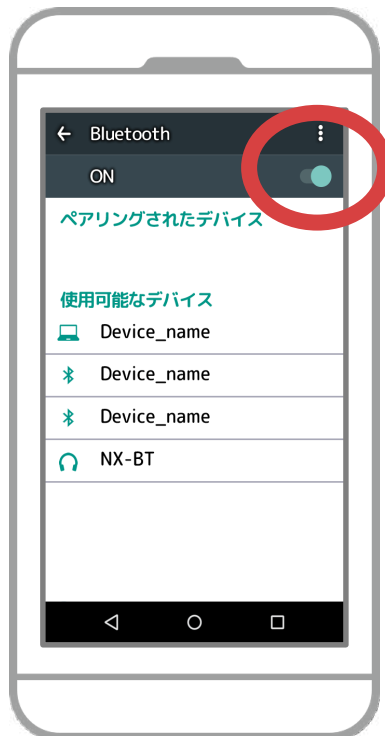 Bluetooth
ON
ペアリングされたデバイス
使用可能なデバイス
Device_name
Device_name
Device_name
NX-BT